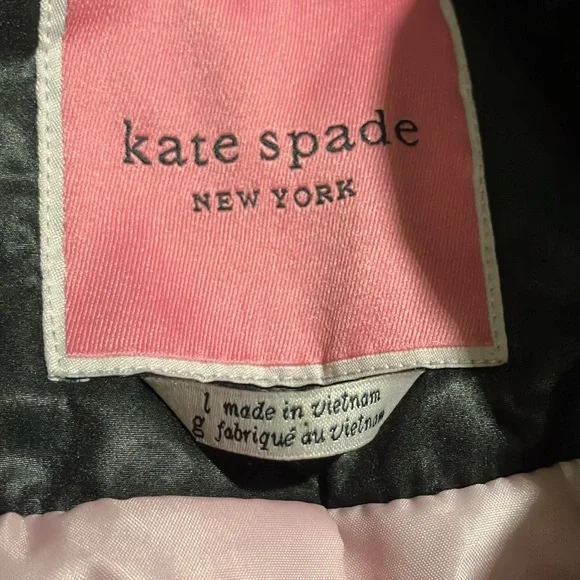 kate spade
NEW YORK
l made in vietnam
g fabriqué au vietnam